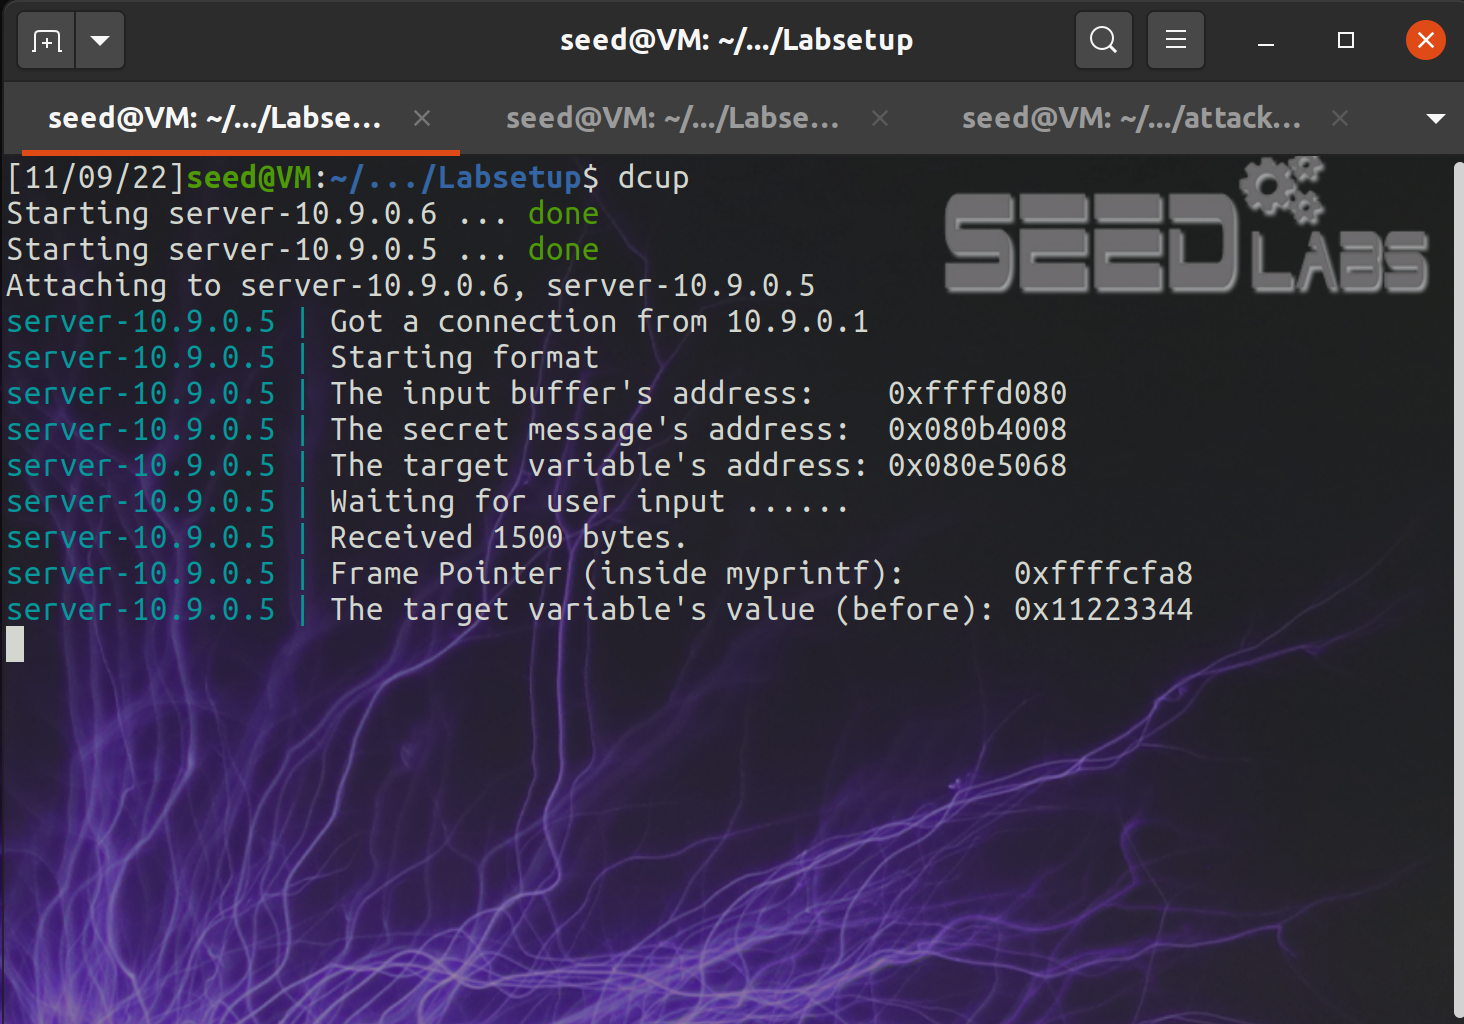 seed@VM: ~/.../Labsetup
seed@VM: ~/.../Labse... seed@VM: ~/.../Labse... seed@VM: ~/.../attack...
[11/09/22]seed@VM:~/.../Labsetup$ dcup
Starting server-10.9.0.6 ... done
Starting server-10.9.0.5 ... done
Attaching to server-10.9.0.6, server-10.9.0.5
server-10.9.0.5 | Got a connection from 10.9.0.1
server-10.9.0.5 | Starting format
server-10.9.0.5 | The input buffer's address:    0xffffd080
server-10.9.0.5 | The secret message's address:  0x080b4008
server-10.9.0.5 | The target variable's address: 0x080e5068
server-10.9.0.5 | Waiting for user input ......
server-10.9.0.5 | Received 1500 bytes.
server-10.9.0.5 | Frame Pointer (inside myprintf):      0xffffcfa8
server-10.9.0.5 | The target variable's value (before): 0x11223344
SEED LABS